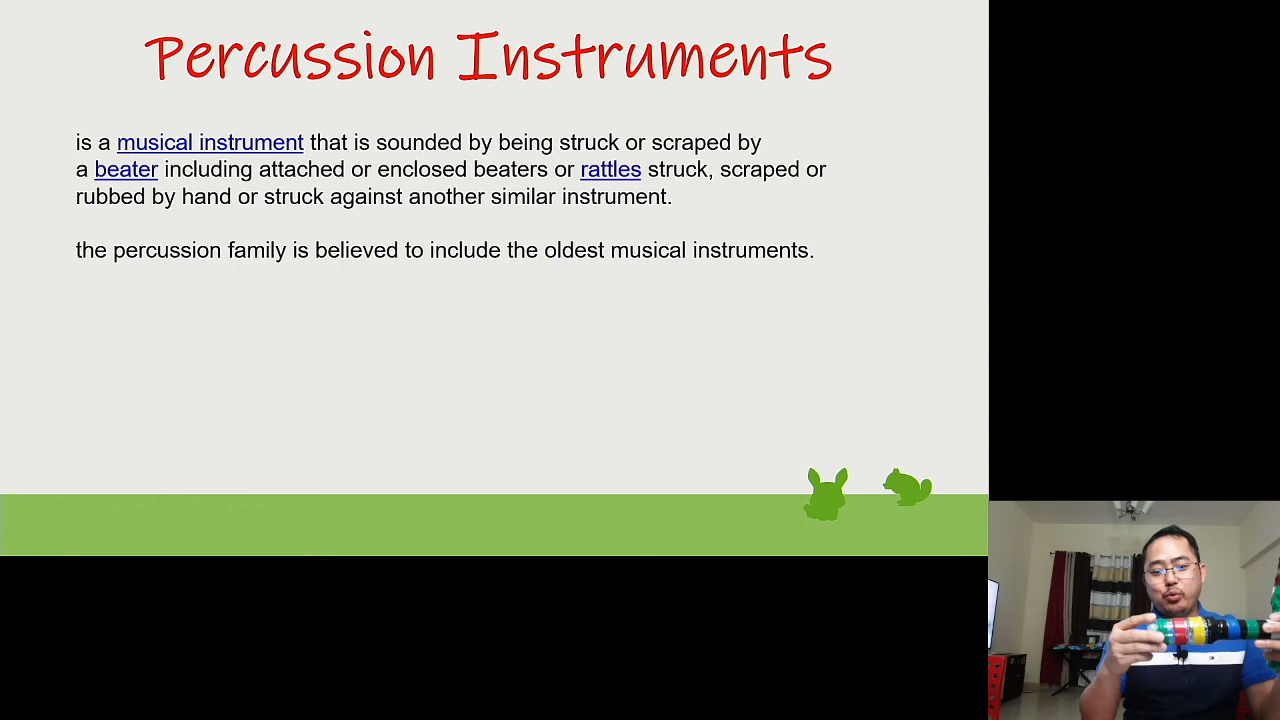 Percussion Instruments
is a musical instrument that is sounded by being struck or scraped by
a beater including attached or enclosed beaters or rattles struck, scraped or
rubbed by hand or struck against another similar instrument.
the percussion family is believed to include the oldest musical instruments.